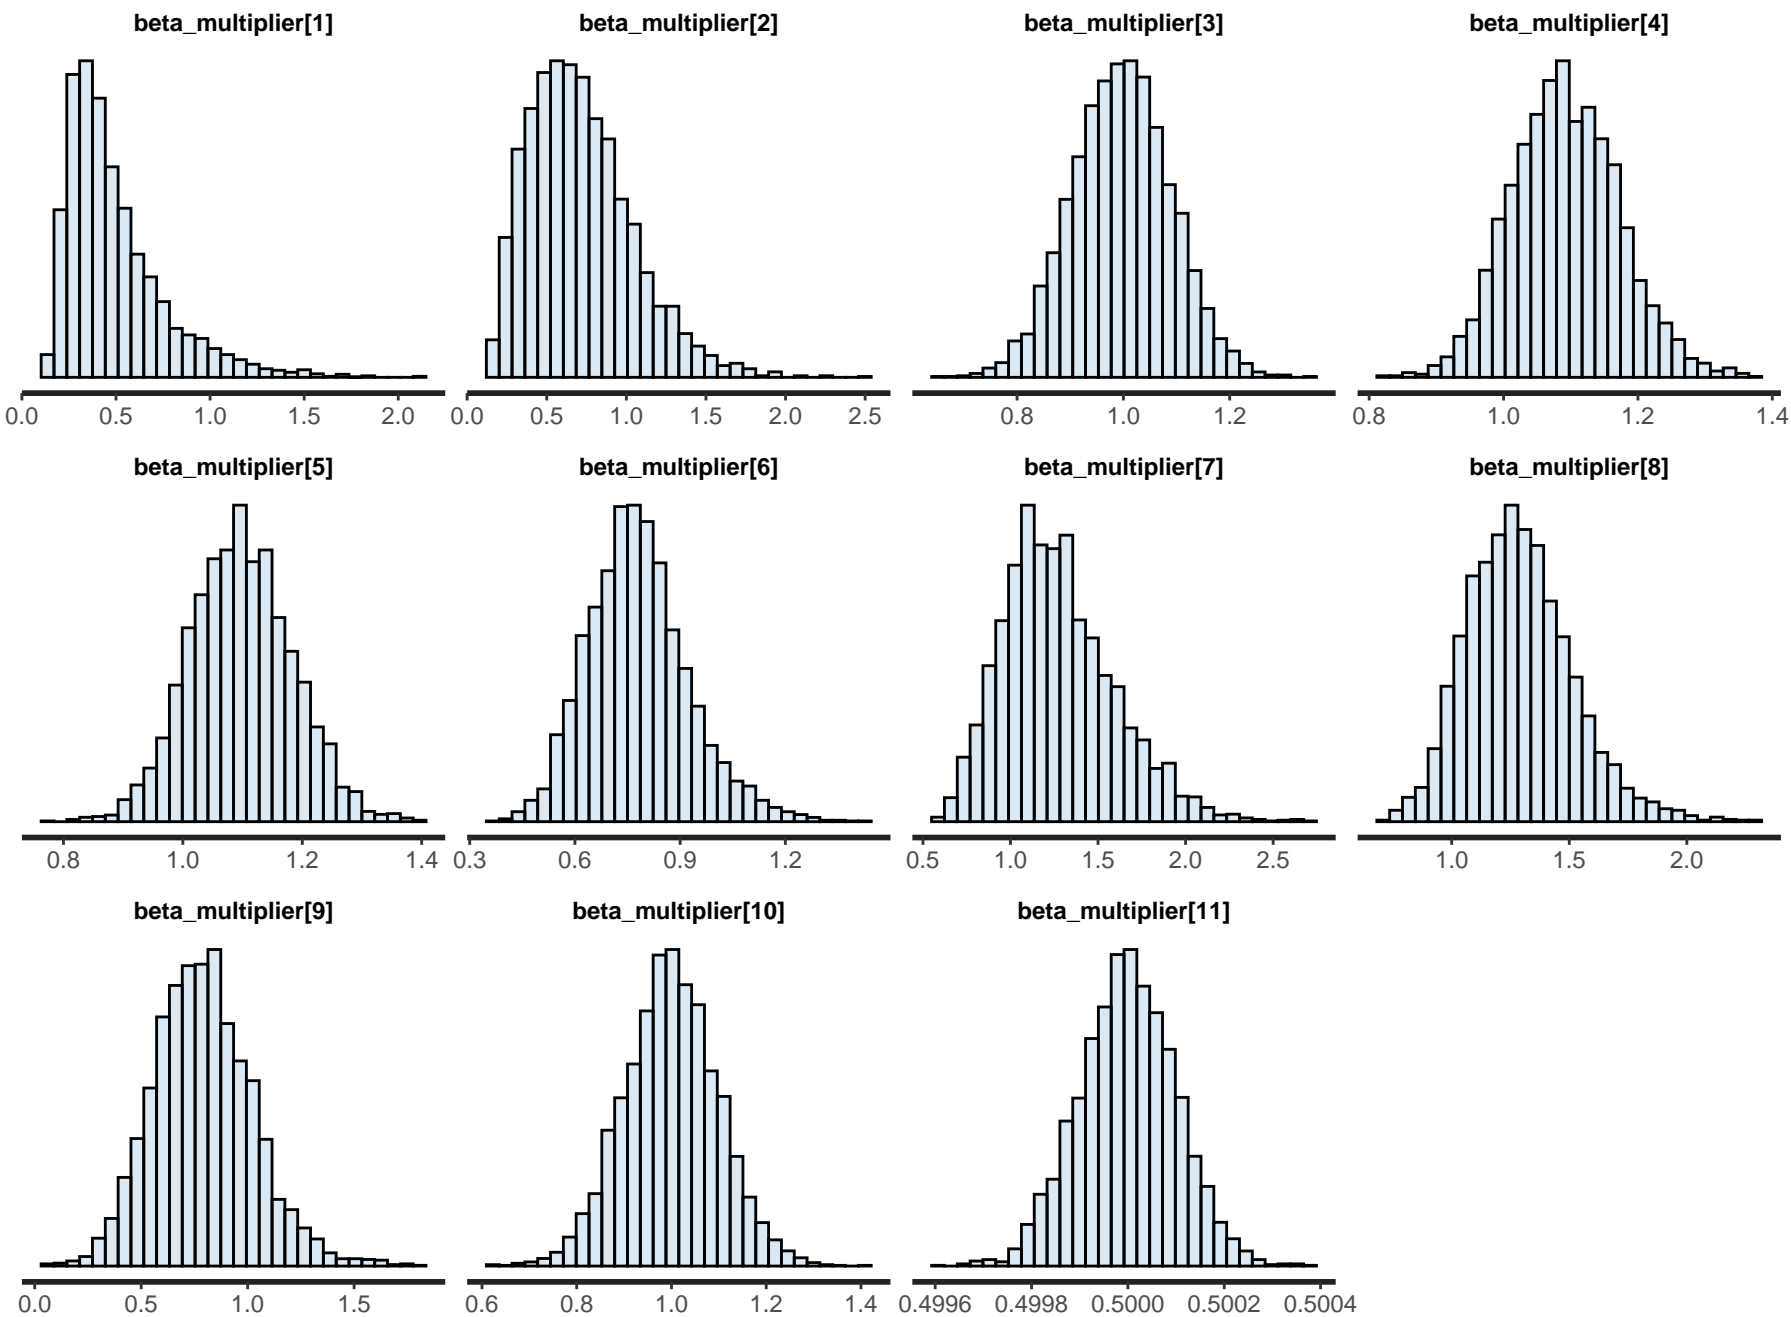 beta_multiplier[1] beta_multiplier[2] beta_multiplier[3] beta_multiplier[4]
0.0 0.5 1.0 1.5 2.0 0.0 0.5 1.0 1.5 2.0 2.5 0.8 1.0 1.2 0.8 1.0 1.2 1.4
beta_multiplier[5] beta_multiplier[6] beta_multiplier[7] beta_multiplier[8]
0.8 1.0 1.2 1.4 0.3 0.6 0.9 1.2 0.5 1.0 1.5 2.0 2.5 1.0 1.5 2.0
beta_multiplier[9] beta_multiplier[10] beta_multiplier[11]
0.0 0.5 1.0 1.5 0.6 0.8 1.0 1.2 1.4 0.4996 0.4998 0.5000 0.5002 0.5004